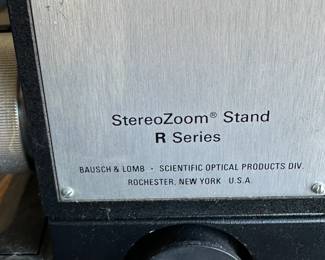 StereoZoom® Stand
R Series
BAUSCH & LOMB · SCIENTIFIC OPTICAL PRODUCTS DIV.
ROCHESTER, NEW YORK U.S.A.